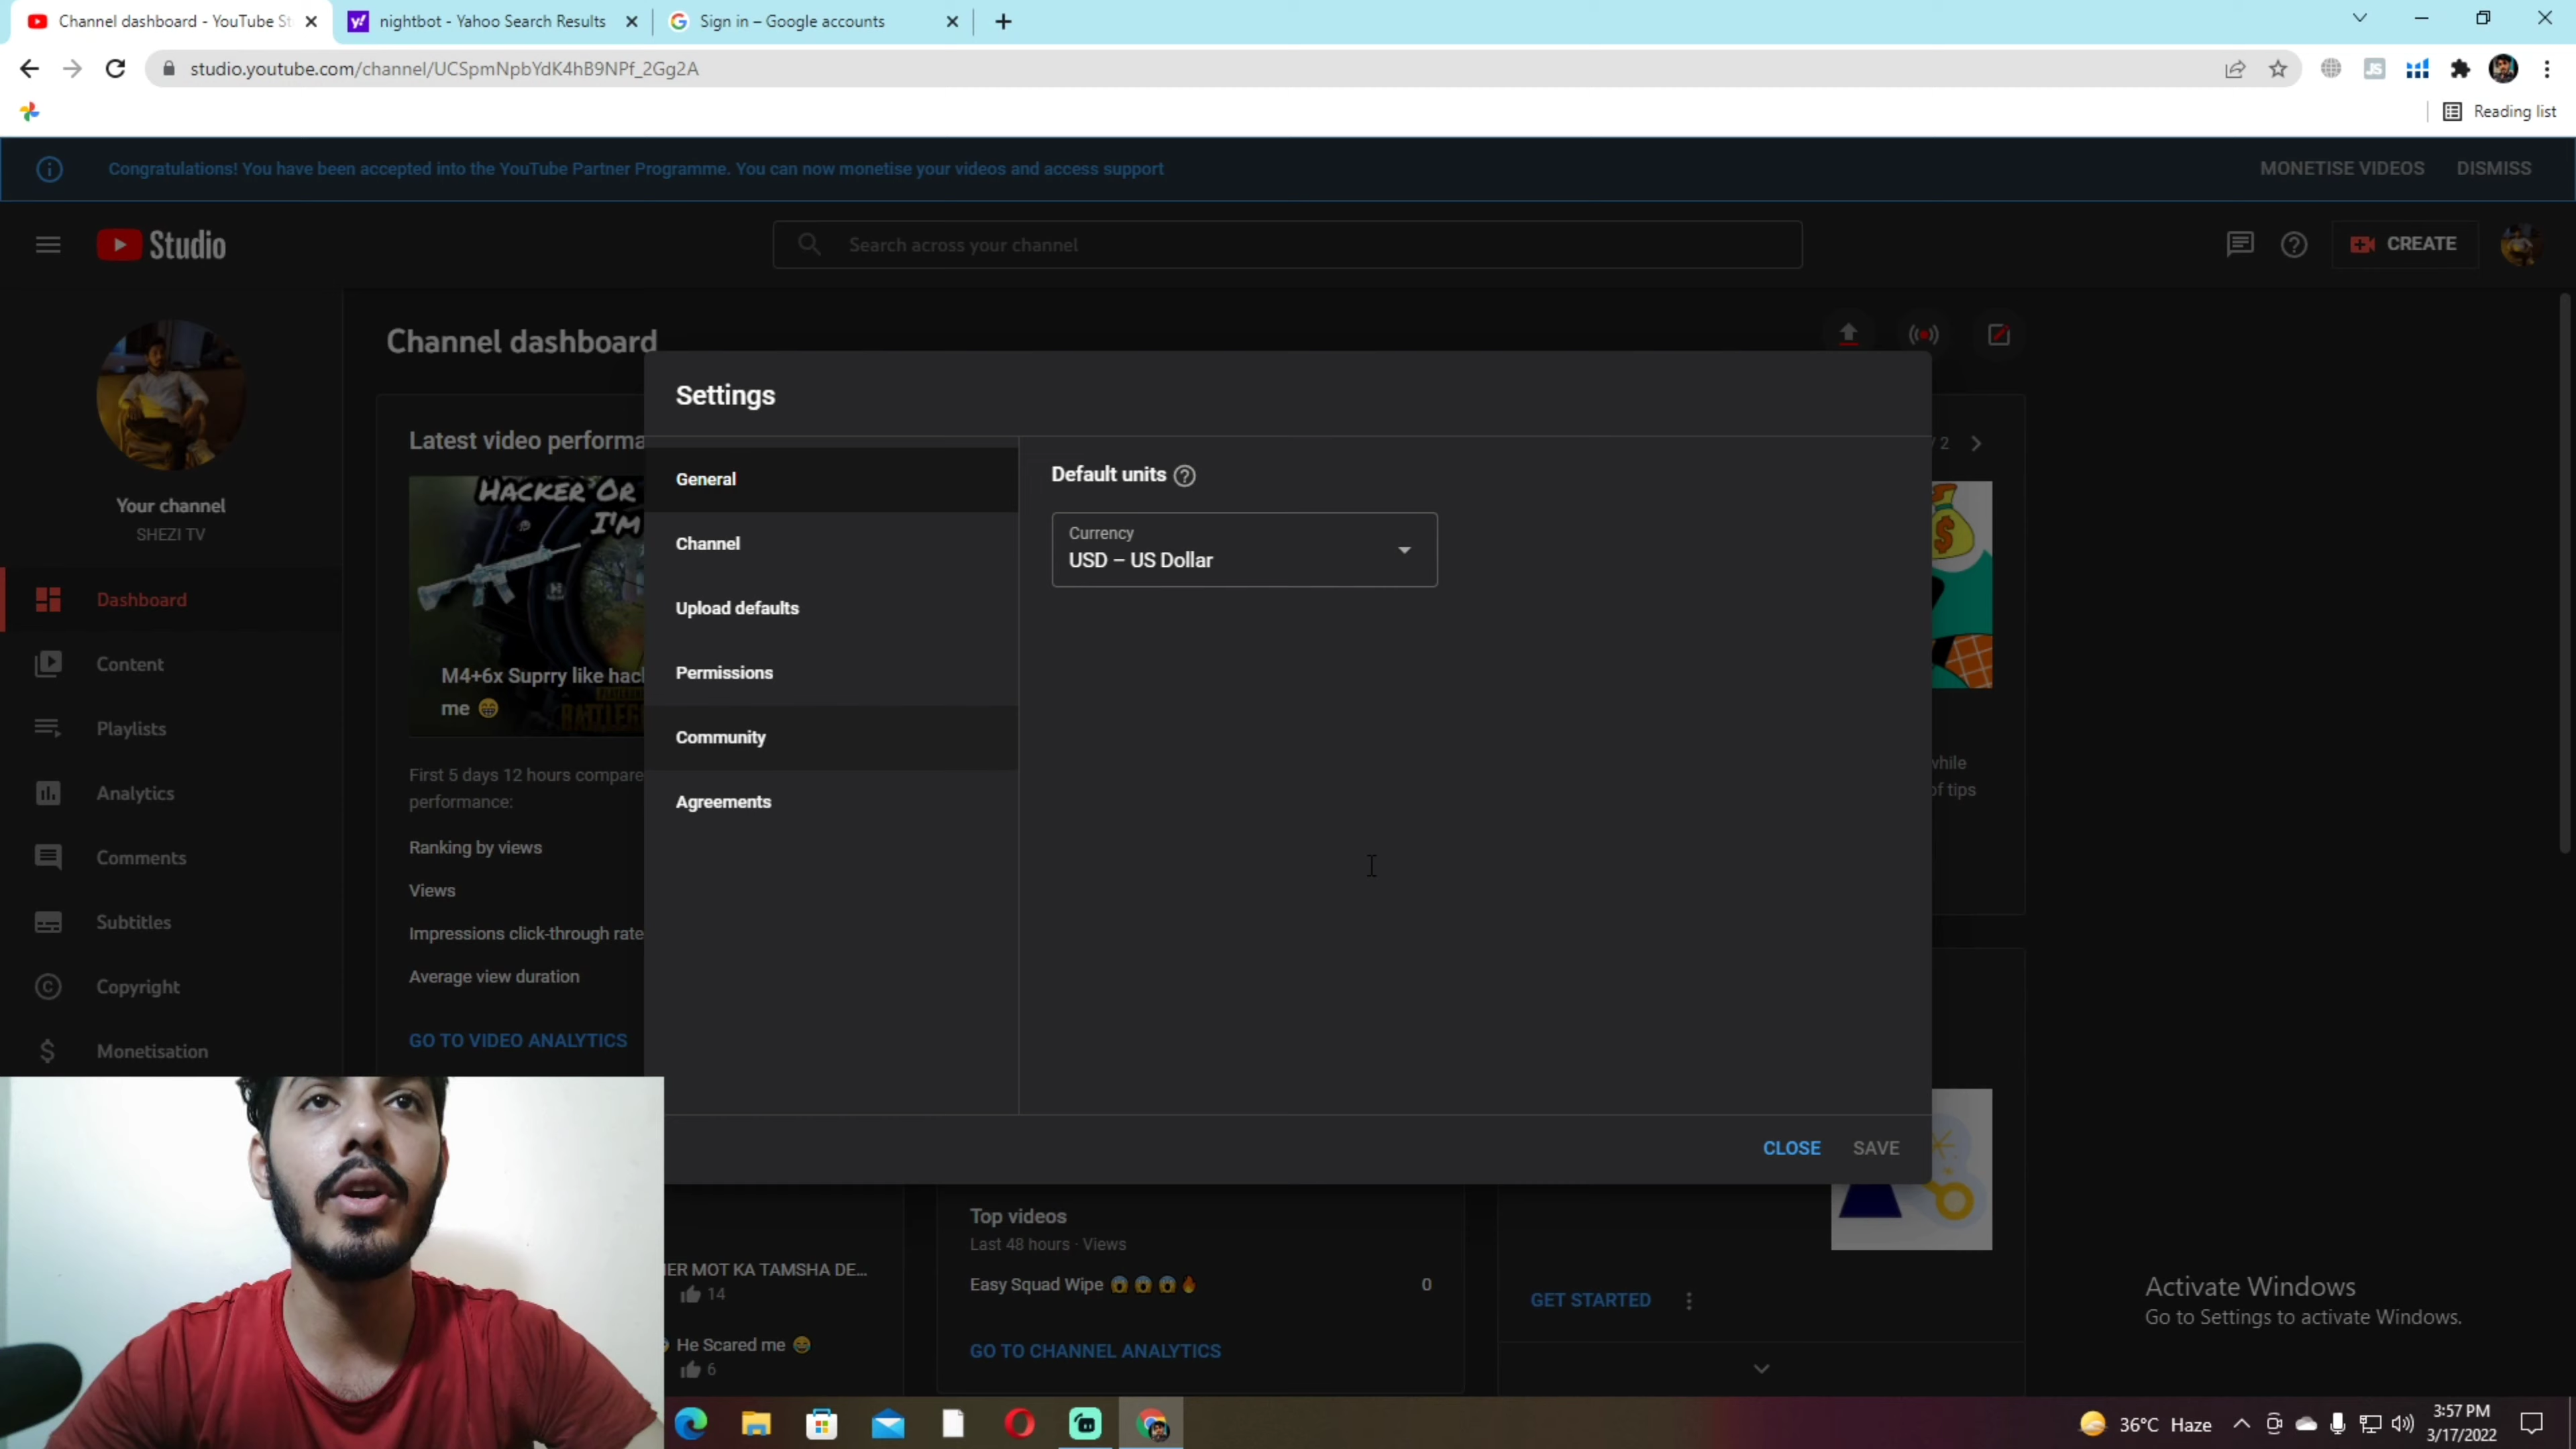 Channel dashboard - YouTube St
nightbot - Yahoo Search Results
Sign in – Google accounts
studio.youtube.com/channel/UCSpmNpbYdK4hB9NPf_2Gg2A
Reading list
Congratulations! You have been accepted into the YouTube Partner Programme. You can now monetise your videos and access support
MONETISE VIDEOS
DISMISS
Studio
Search across your channel
CREATE
Your channel
SHEZI TV
Dashboard
Content
Playlists
Analytics
Comments
Subtitles
Copyright
Monetisation
Channel dashboard
Latest video performa
HACKER'S OR
I'M
M4+6x Suprry like hack
me 😁
First 5 days 12 hours compare
performance:
Ranking by views
Views
Impressions click-through rate
Average view duration
GO TO VIDEO ANALYTICS
Settings
General
Channel
Upload defaults
Permissions
Community
Agreements
Default units
Currency
USD – US Dollar
CLOSE
SAVE
/ 2
while
of tips
ER MOT KA TAMSHA DE...
14
He Scared me 😂
6
Top videos
Last 48 hours · Views
Easy Squad Wipe 😱😱😱🔥
0
GO TO CHANNEL ANALYTICS
GET STARTED
Activate Windows
Go to Settings to activate Windows.
36°C Haze
3:57 PM
3/17/2022